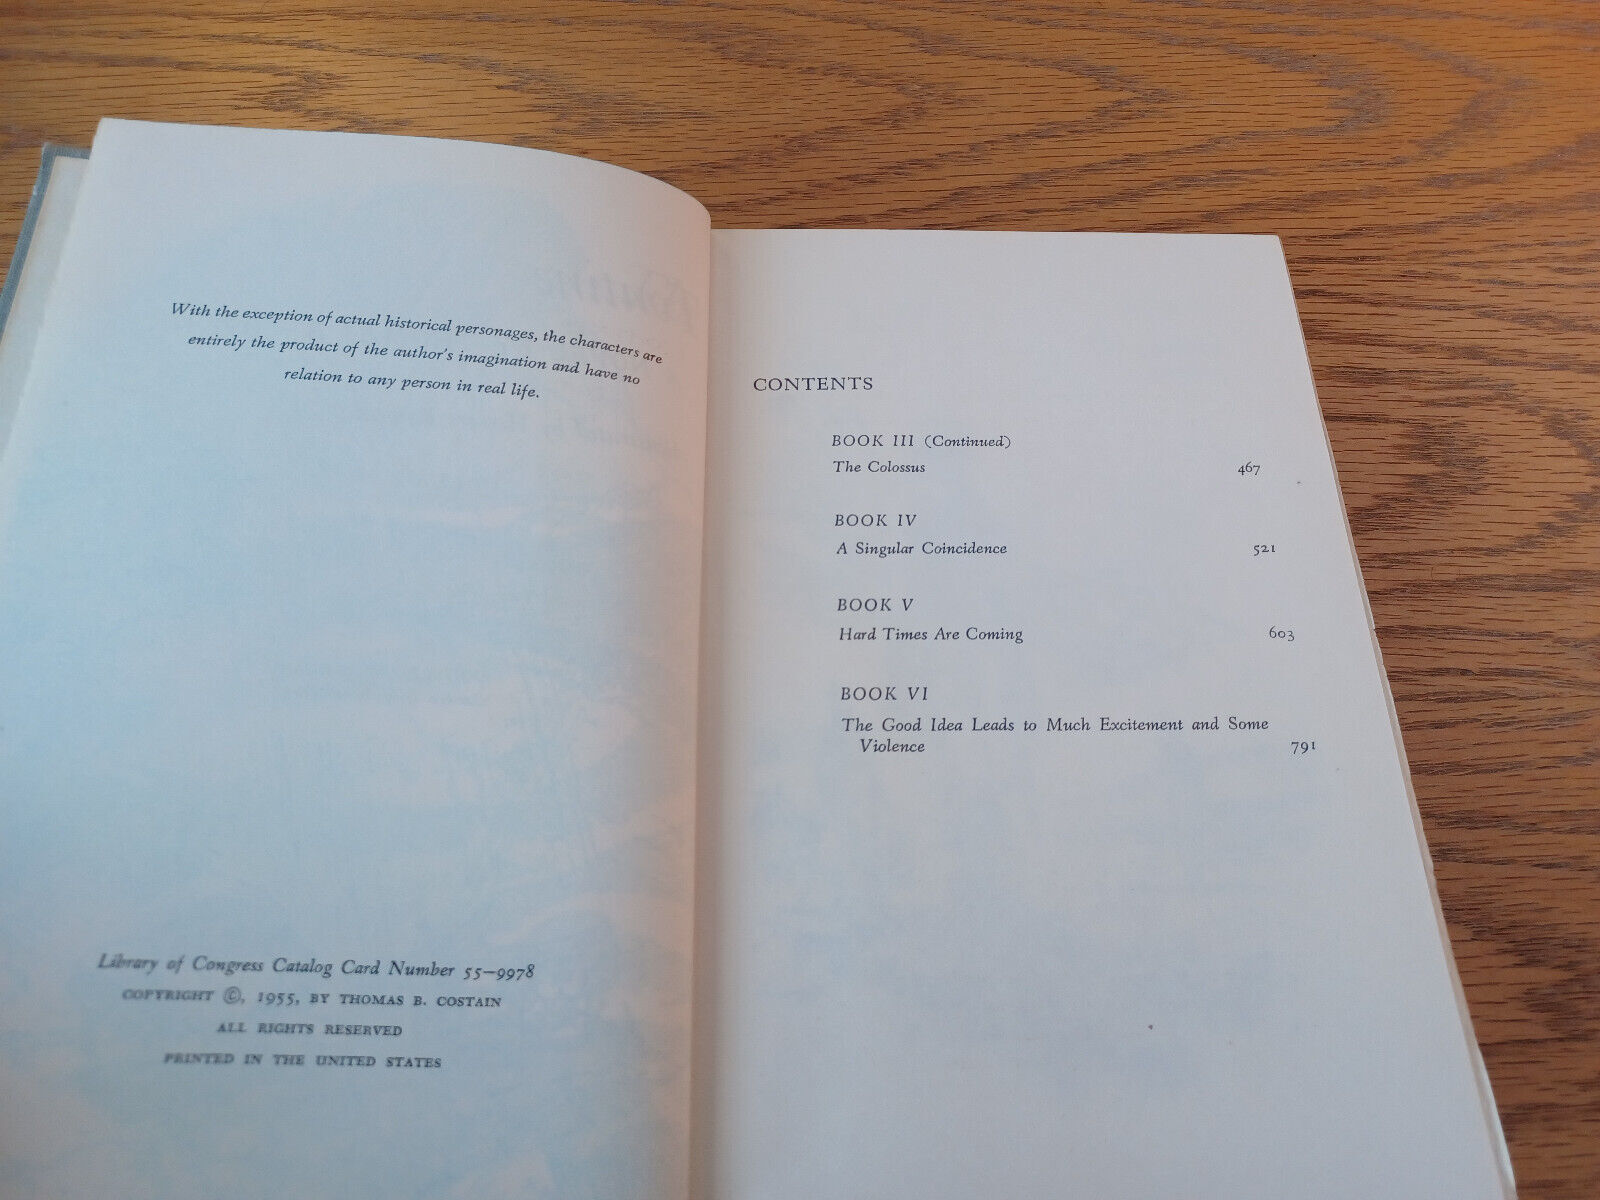 With the exception of actual historical personages, the characters are
entirely the product of the author's imagination and have no
relation to any person in real life.
Library of Congress Catalog Card Number 55-9978
COPYRIGHT ©, 1955, BY THOMAS B. COSTAIN
ALL RIGHTS RESERVED
PRINTED IN THE UNITED STATES
CONTENTS
BOOK III (Continued)
The Colossus 467
BOOK IV
A Singular Coincidence 521
BOOK V
Hard Times Are Coming 603
BOOK VI
The Good Idea Leads to Much Excitement and Some
Violence 791